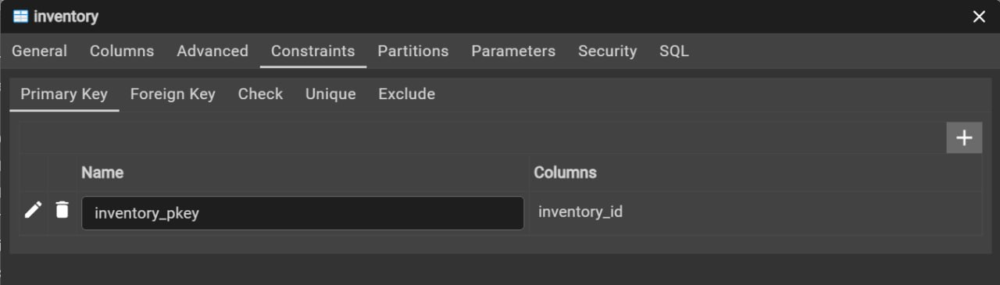 inventory
General Columns Advanced Constraints Partitions Parameters Security SQL
Primary Key Foreign Key Check Unique Exclude
Name Columns
inventory_pkey inventory_id